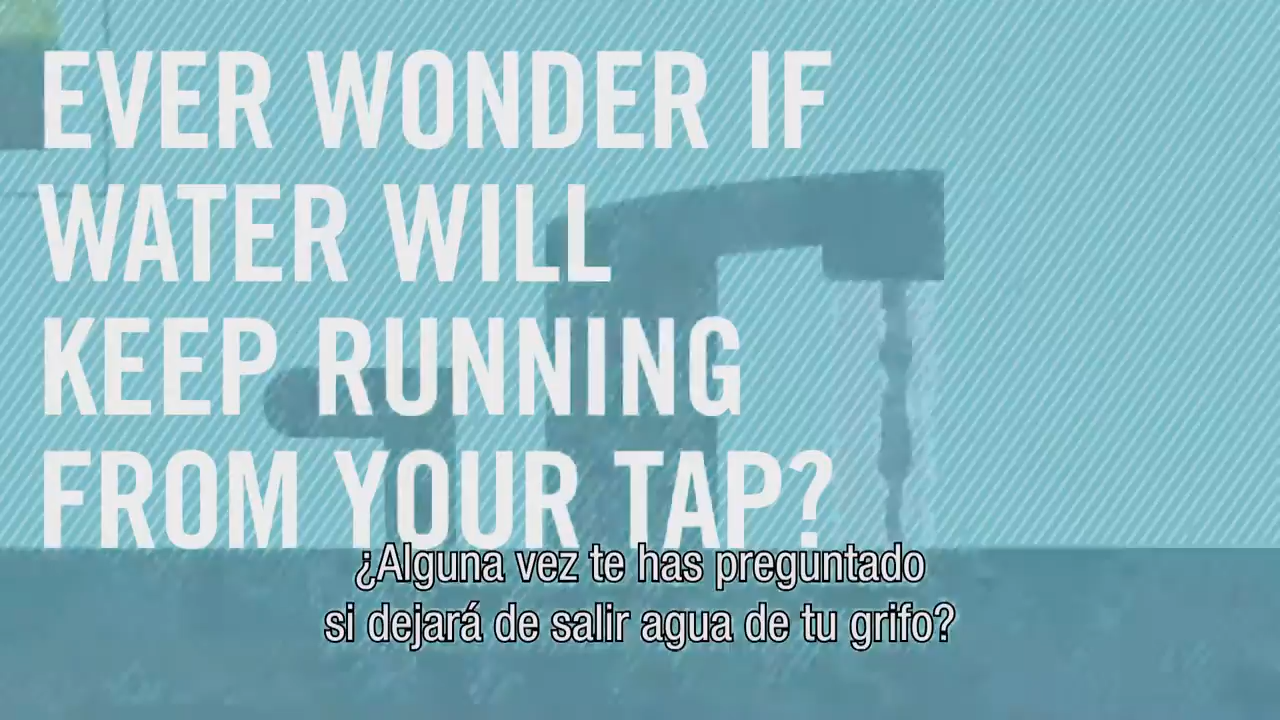 EVER WONDER IF
WATER WILL
KEEP RUNNING
FROM YOUR TAP?
¿Alguna vez te has preguntado
si dejará de salir agua de tu grifo?